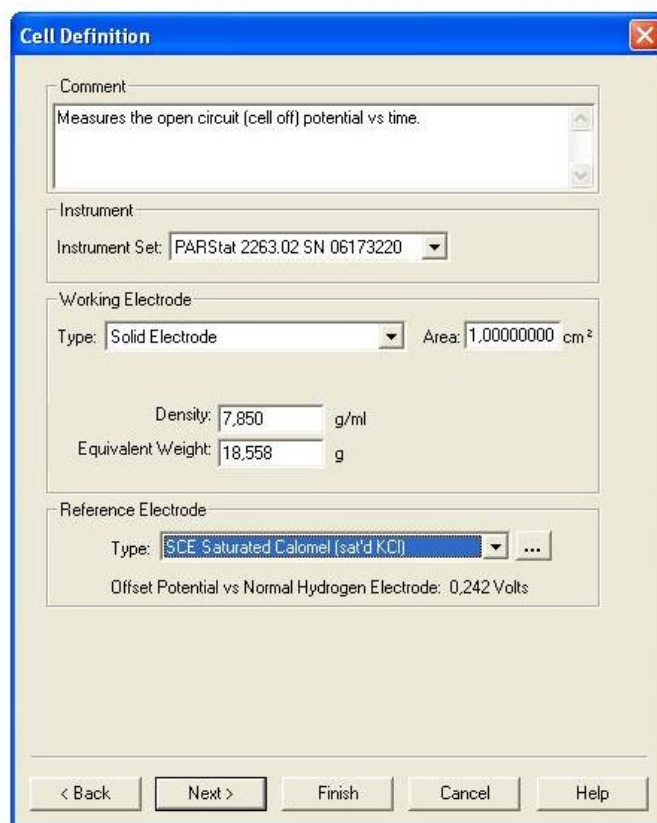 Cell Definition
Comment
Measures the open circuit (cell off) potential vs time.
Instrument
Instrument Set: PARStat 2263.02 SN 06173220
Working Electrode
Type: Solid Electrode Area: 1,00000000 cm²
Density: 7,850 g/ml
Equivalent Weight: 18,558 g
Reference Electrode
Type: SCE Saturated Calomel (sat'd KCl) ...
Offset Potential vs Normal Hydrogen Electrode: 0,242 Volts
< Back Next > Finish Cancel Help